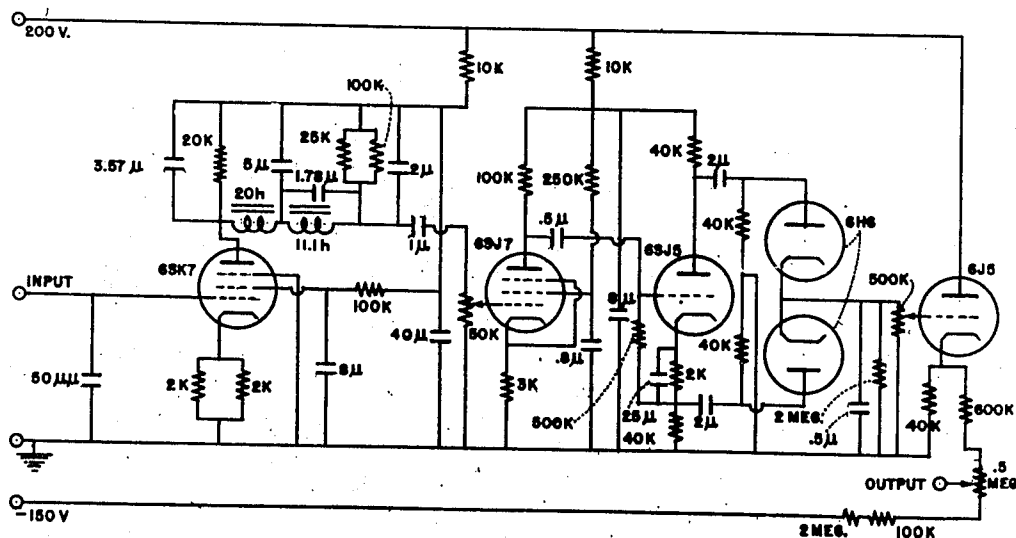 200 V.
10K
10K
100K
20K
25K
3.57 μ
5μ
2μ
1.78 μ
20h
11.1h
1μ
100K
250K
40K
2μ
.5μ
40K
6H6
6SK7
6SJ7
6SJ5
500K
6J5
INPUT
100K
50K
8μ
40μ
40K
50μμ
2K
2K
8μ
.8μ
3K
2K
25μ
500K
40K
2μ
2 MEG.
.5μ
40K
600K
.5
MEG.
OUTPUT
-150 V
2 MEG.
100K